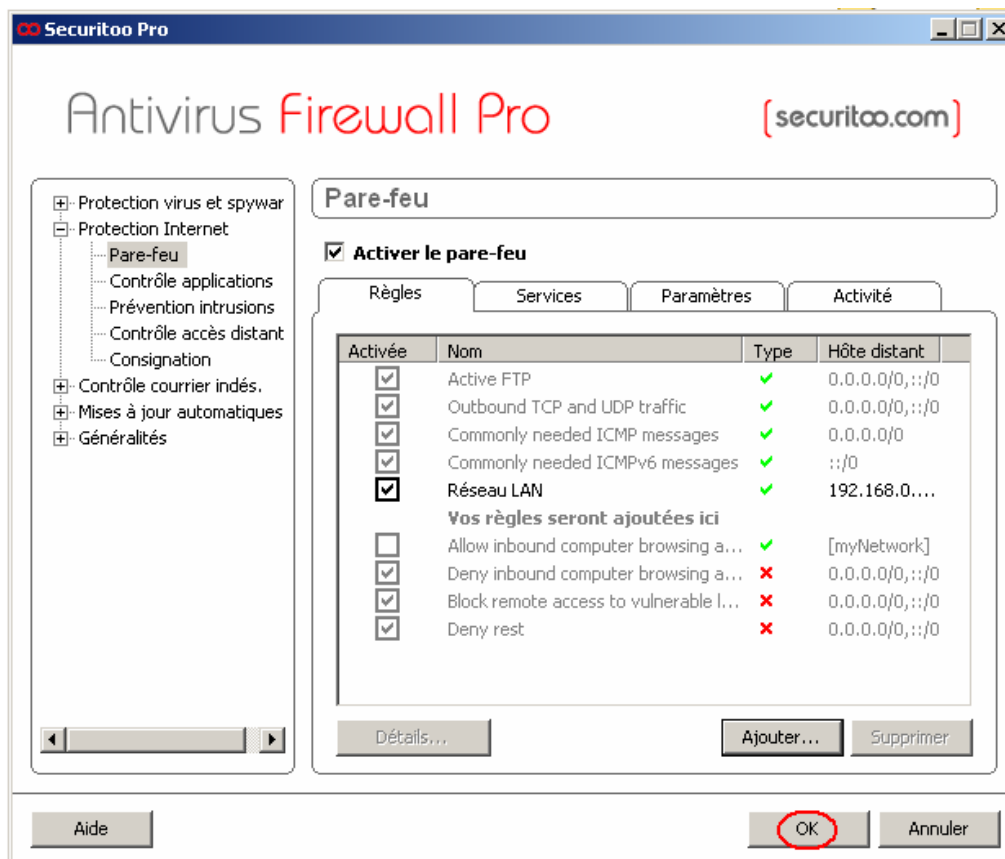 Securitoo Pro
Antivirus Firewall Pro
[securitoo.com]
Protection virus et spywar
Protection Internet
Pare-feu
Contrôle applications
Prévention intrusions
Contrôle accès distant
Consignation
Contrôle courrier indés.
Mises à jour automatiques
Généralités
Pare-feu
Activer le pare-feu
Règles Services Paramètres Activité
Activée Nom Type Hôte distant
Active FTP 0.0.0.0/0,::/0
Outbound TCP and UDP traffic 0.0.0.0/0,::/0
Commonly needed ICMP messages 0.0.0.0/0
Commonly needed ICMPv6 messages ::/0
Réseau LAN 192.168.0....
Vos règles seront ajoutées ici
Allow inbound computer browsing a... [myNetwork]
Deny inbound computer browsing a... 0.0.0.0/0,::/0
Block remote access to vulnerable l... 0.0.0.0/0,::/0
Deny rest 0.0.0.0/0,::/0
Détails... Ajouter... Supprimer
Aide OK Annuler